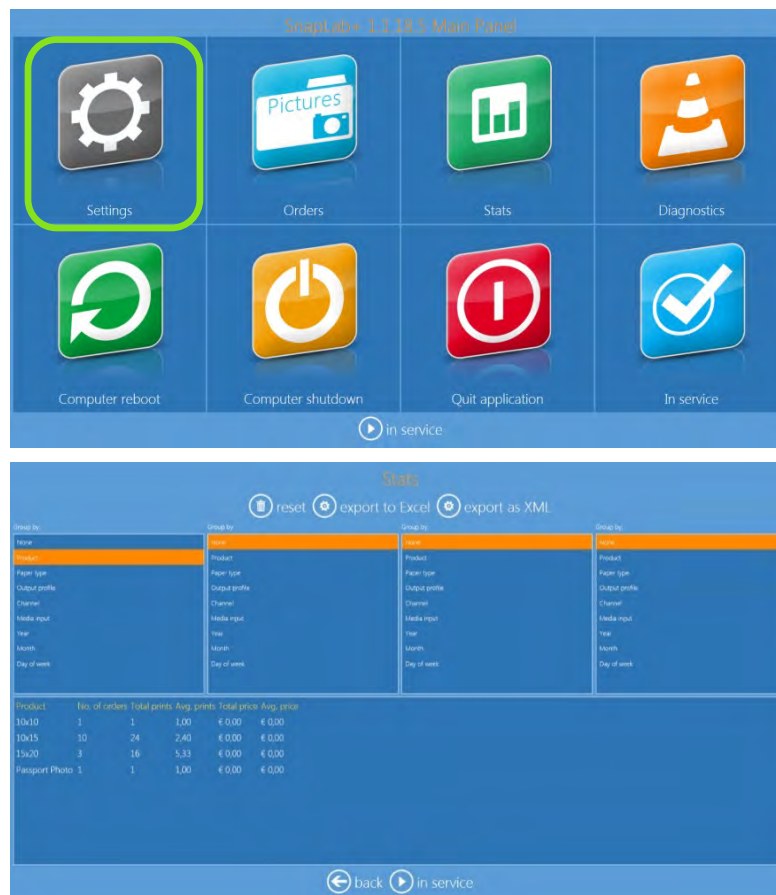 SnapLab+ 1.1.18.5 Main Panel
Pictures
Settings
Orders
Stats
Diagnostics
Computer reboot
Computer shutdown
Quit application
In service
in service
Stats
reset export to Excel export as XML
Group by: Group by: Group by: Group by:
None None None None
Product Product Product Product
Paper type Paper type Paper type Paper type
Output profile Output profile Output profile Output profile
Channel Channel Channel Channel
Media input Media input Media input Media input
Year Year Year Year
Month Month Month Month
Day of week Day of week Day of week Day of week
Product No. of orders Total prints Avg. prints Total price Avg. price
10x10 1 1 1,00 € 0,00 € 0,00
10x15 10 24 2,40 € 0,00 € 0,00
15x20 3 16 5,33 € 0,00 € 0,00
Passport Photo 1 1 1,00 € 0,00 € 0,00
back in service